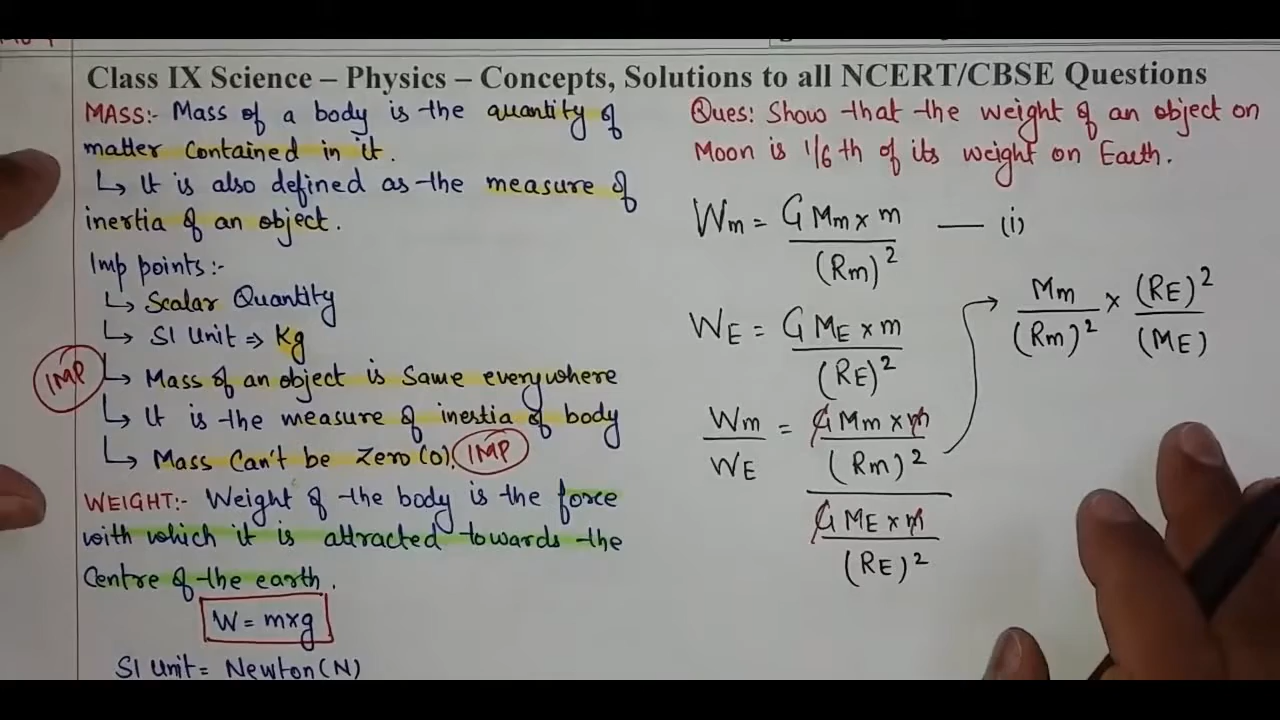 Class IX Science – Physics – Concepts, Solutions to all NCERT/CBSE Questions
MASS:- Mass of a body is the quantity of
matter contained in it.
↳ It is also defined as the measure of
inertia of an object.
Imp points:-
↳ Scalar Quantity
↳ SI Unit ⇒ Kg
IMP ↳ Mass of an object is Same everywhere
↳ It is the measure of inertia of body
↳ Mass Can't be Zero (0). IMP
WEIGHT:- Weight of the body is the force
with which it is attracted towards the
Centre of the earth.
W = m×g
SI Unit = Newton (N)
Ques: Show that the weight of an object on
Moon is 1/6 th of its weight on Earth.
Wm = G Mm × m / (Rm)² — (i)
WE = G ME × m / (RE)²
Wm / WE = G Mm × m / (Rm)²
G ME × m / (RE)²
→ Mm / (Rm)² × (RE)² / (ME)